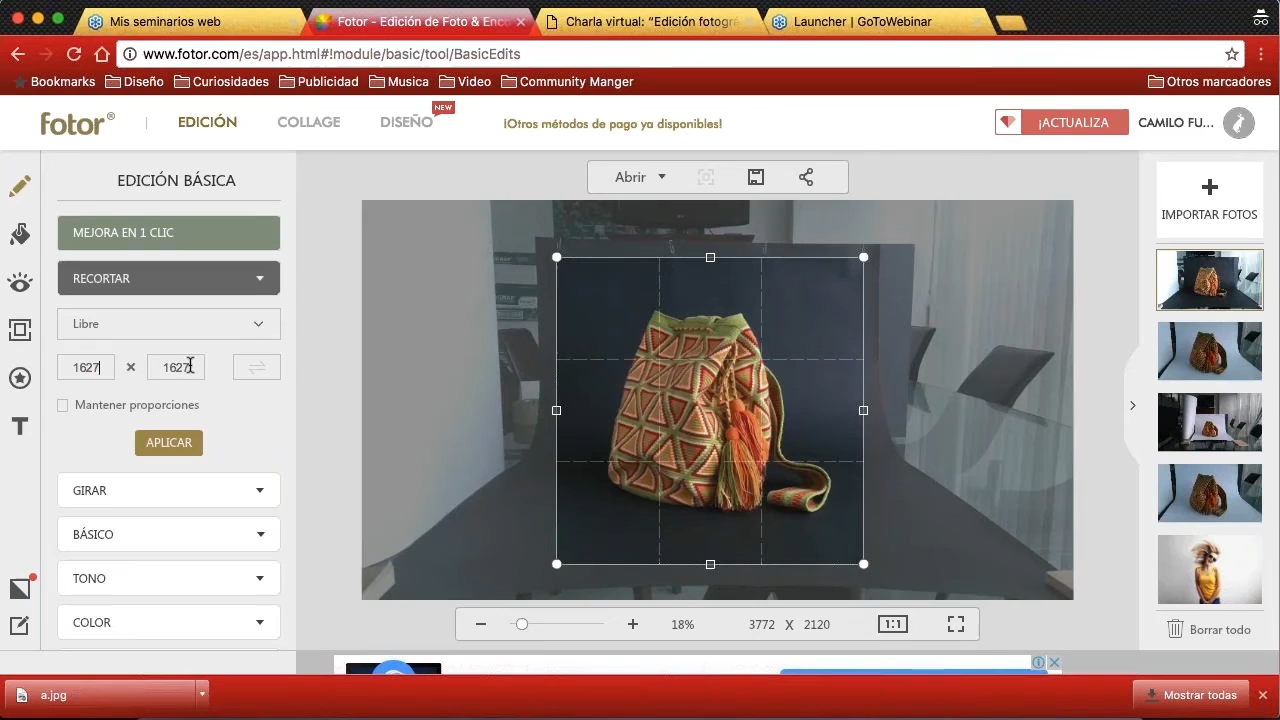 Mis seminarios web
Fotor - Edición de Foto & Enco
Charla virtual: "Edición fotogré
Launcher | GoToWebinar
www.fotor.com/es/app.html#!module/basic/tool/BasicEdits
Bookmarks
Diseño
Curiosidades
Publicidad
Musica
Video
Community Manger
Otros marcadores
fotor®
EDICIÓN
COLLAGE
DISEÑO
NEW
¡Otros métodos de pago ya disponibles!
¡ACTUALIZA
CAMILO FU...
EDICIÓN BÁSICA
MEJORA EN 1 CLIC
RECORTAR
Libre
1627 × 1627
Mantener proporciones
APLICAR
GIRAR
BÁSICO
TONO
COLOR
Abrir
IMPORTAR FOTOS
18%
3772 X 2120
1:1
Borrar todo
a.jpg
Mostrar todas